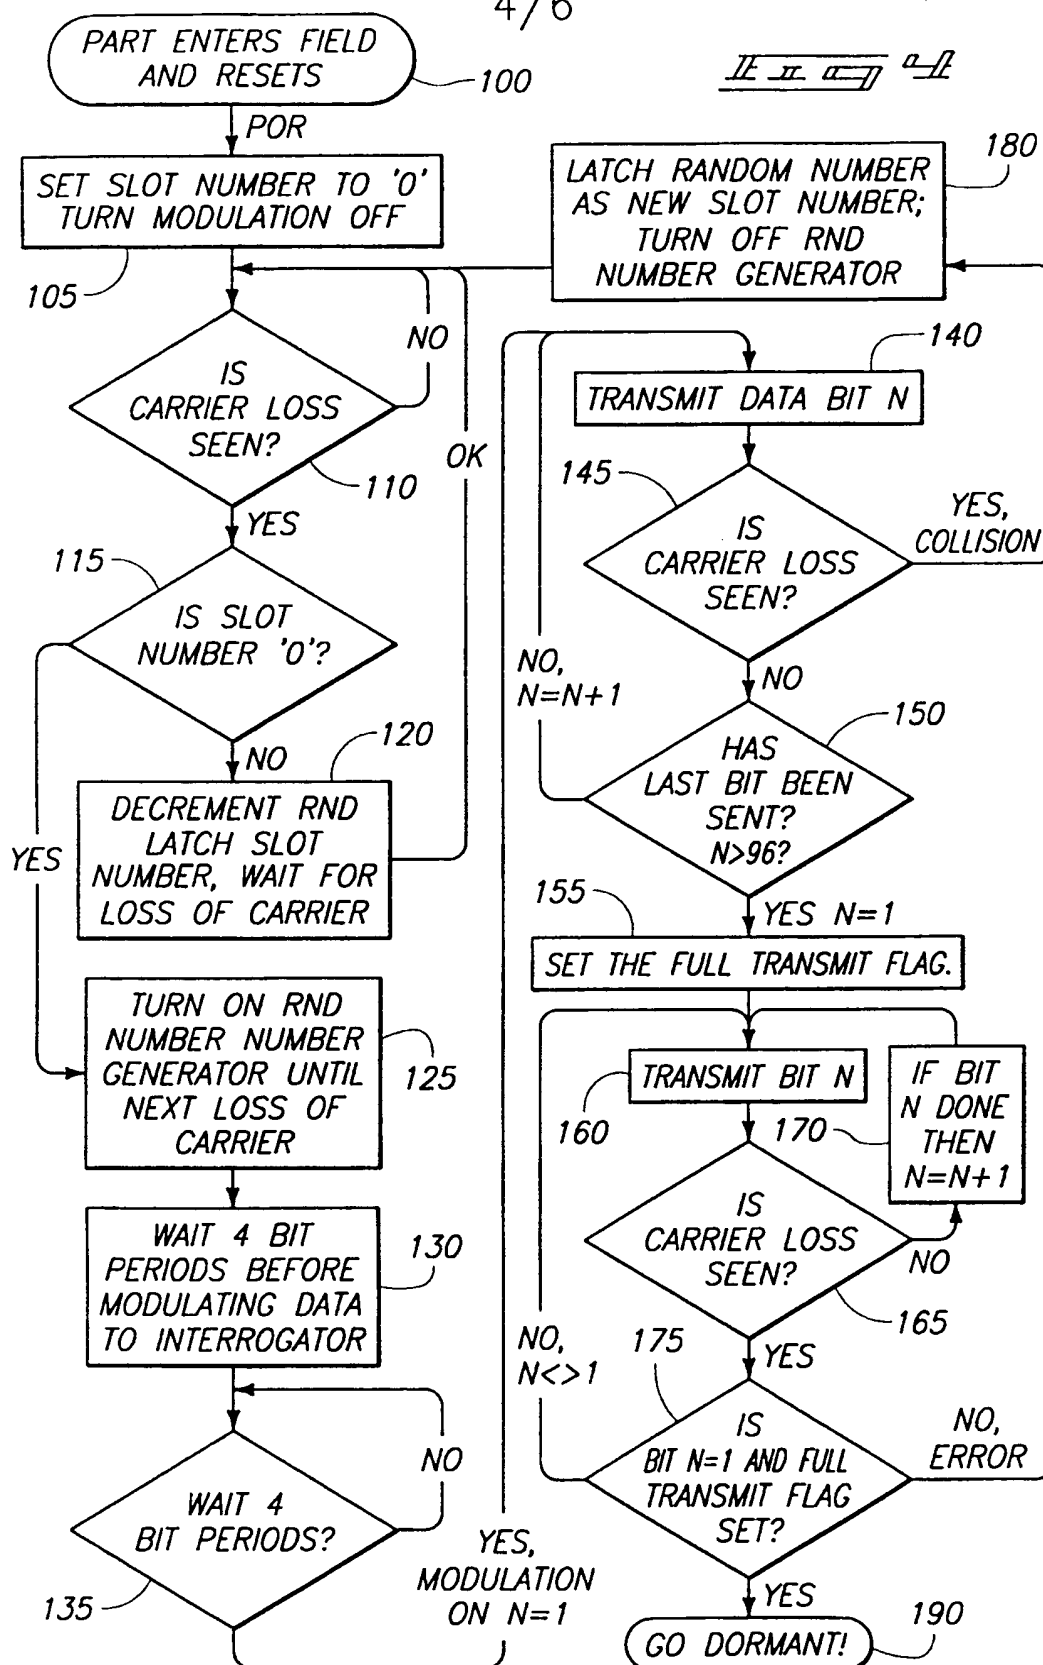 4/6
Fig 4
PART ENTERS FIELD
AND RESETS
100
POR
SET SLOT NUMBER TO '0'
TURN MODULATION OFF
105
NO
IS
CARRIER LOSS
SEEN?
110
OK
YES
115
IS SLOT
NUMBER '0'?
NO
120
DECREMENT RND
LATCH SLOT
NUMBER, WAIT FOR
LOSS OF CARRIER
YES
TURN ON RND
NUMBER NUMBER
GENERATOR UNTIL
NEXT LOSS OF
CARRIER
125
WAIT 4 BIT
PERIODS BEFORE
MODULATING DATA
TO INTERROGATOR
130
NO
WAIT 4
BIT PERIODS?
135
YES,
MODULATION
ON N=1
180
LATCH RANDOM NUMBER
AS NEW SLOT NUMBER;
TURN OFF RND
NUMBER GENERATOR
140
TRANSMIT DATA BIT N
145
IS
CARRIER LOSS
SEEN?
YES,
COLLISION
NO
NO,
N=N+1
150
HAS
LAST BIT BEEN
SENT?
N>96?
155
YES N=1
SET THE FULL TRANSMIT FLAG.
TRANSMIT BIT N
160
170
IF BIT
N DONE
THEN
N=N+1
IS
CARRIER LOSS
SEEN?
NO
165
YES
NO,
N<>1
175
IS
BIT N=1 AND FULL
TRANSMIT FLAG
SET?
NO,
ERROR
YES
190
GO DORMANT!